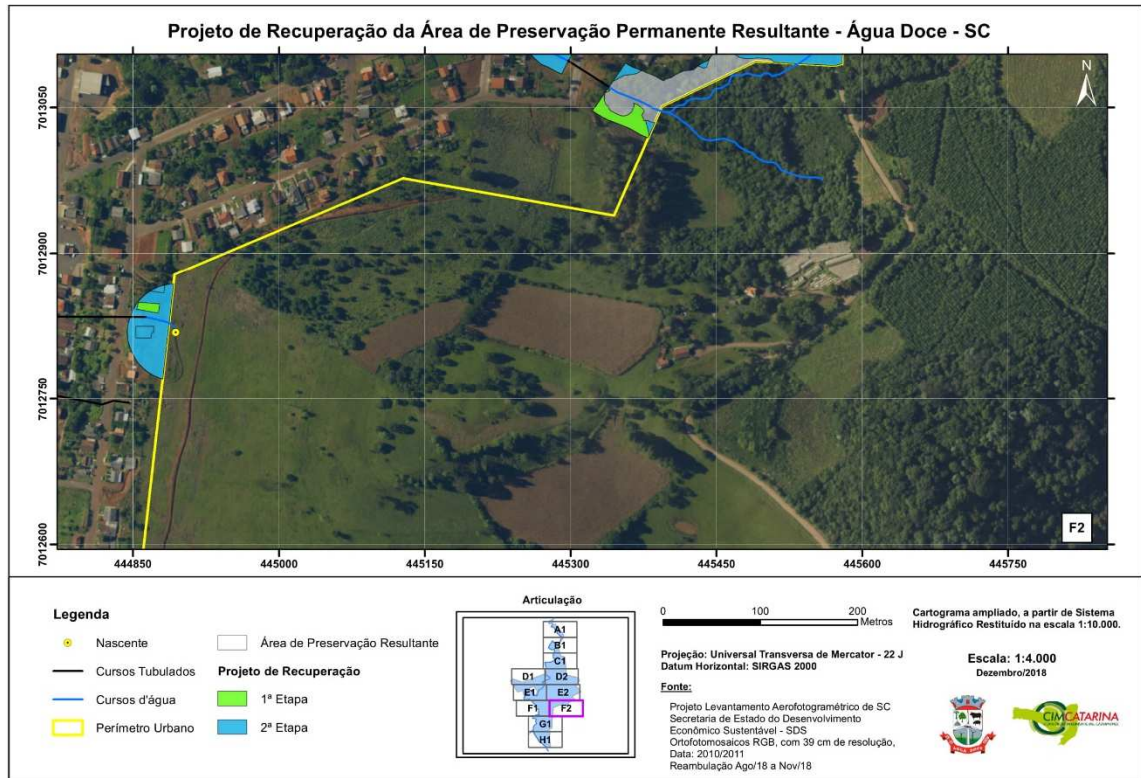 Projeto de Recuperação da Área de Preservação Permanente Resultante - Água Doce - SC
N
7013050
7012900
7012750
7012600
F2
444850
445000
445150
445300
445450
445600
445750
Legenda
Nascente
Cursos Tubulados
Cursos d'água
Perímetro Urbano
Área de Preservação Resultante
Projeto de Recuperação
1ª Etapa
2ª Etapa
Articulação
A1
B1
C1
D1
D2
E1
E2
F1
F2
G1
H1
0
100
200
Metros
Projeção: Universal Transversa de Mercator - 22 J
Datum Horizontal: SIRGAS 2000
Fonte:
Projeto Levantamento Aerofotogramétrico de SC
Secretaria de Estado do Desenvolvimento
Econômico Sustentável - SDS
Ortofotomosaicos RGB, com 39 cm de resolução,
Data: 2010/2011
Reambulação Ago/18 a Nov/18
Cartograma ampliado, a partir de Sistema
Hidrográfico Restituído na escala 1:10.000.
Escala: 1:4.000
Dezembro/2018
CIMCATARINA